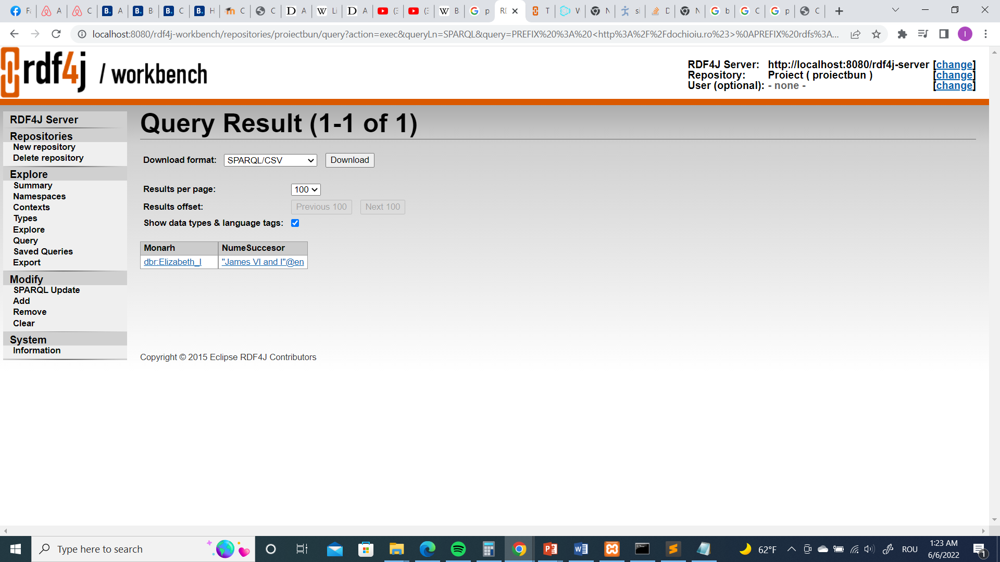 Fa
A
C
A
B
C
H
C
C
A
Li
A
(3
(3
B
p
RD
T
W
N
si
D
N
b
C
p
C
localhost:8080/rdf4j-workbench/repositories/proiectbun/query?action=exec&queryLn=SPARQL&query=PREFIX%20%3A%20<http%3A%2F%2Fdochioiu.ro%23>%0APREFIX%20rdfs%3A...
I
rdf4j / workbench
RDF4J Server: http://localhost:8080/rdf4j-server [change]
Repository: Proiect ( proiectbun ) [change]
User (optional): - none - [change]
RDF4J Server
Repositories
New repository
Delete repository
Explore
Summary
Namespaces
Contexts
Types
Explore
Query
Saved Queries
Export
Modify
SPARQL Update
Add
Remove
Clear
System
Information
Query Result (1-1 of 1)
Download format: SPARQL/CSV Download
Results per page: 100
Results offset: Previous 100 Next 100
Show data types & language tags:
Monarh NumeSuccesor
dbr:Elizabeth_I "James VI and I"@en
Copyright © 2015 Eclipse RDF4J Contributors
Type here to search
62°F
ROU
1:23 AM
6/6/2022
1